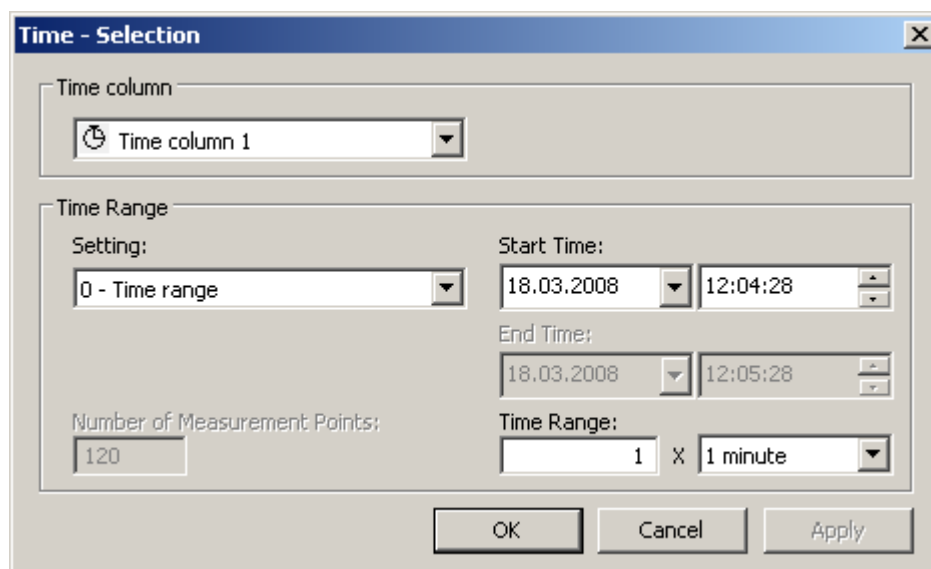 Time - Selection
Time column
Time column 1
Time Range
Setting:
0 - Time range
Start Time:
18.03.2008 12:04:28
End Time:
18.03.2008 12:05:28
Number of Measurement Points:
120
Time Range:
1 X 1 minute
OK Cancel Apply